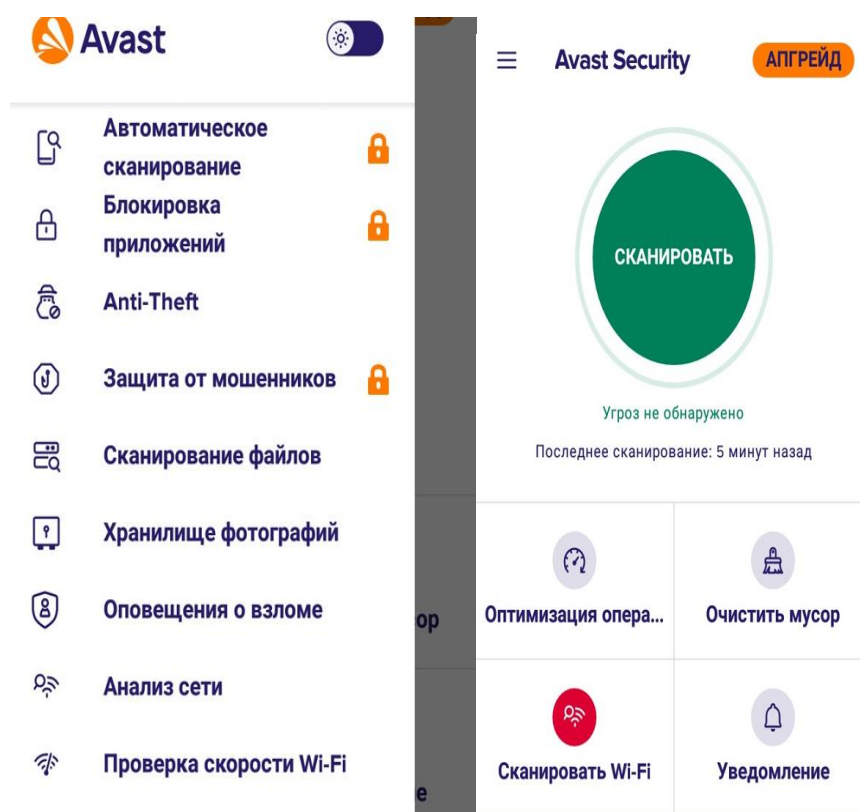 Avast
Автоматическое
сканирование
Блокировка
приложений
Anti-Theft
Защита от мошенников
Сканирование файлов
Хранилище фотографий
Оповещения о взломе
Анализ сети
Проверка скорости Wi-Fi
ор
е
Avast Security
АПГРЕЙД
СКАНИРОВАТЬ
Угроз не обнаружено
Последнее сканирование: 5 минут назад
Оптимизация опера...
Очистить мусор
Сканировать Wi-Fi
Уведомление